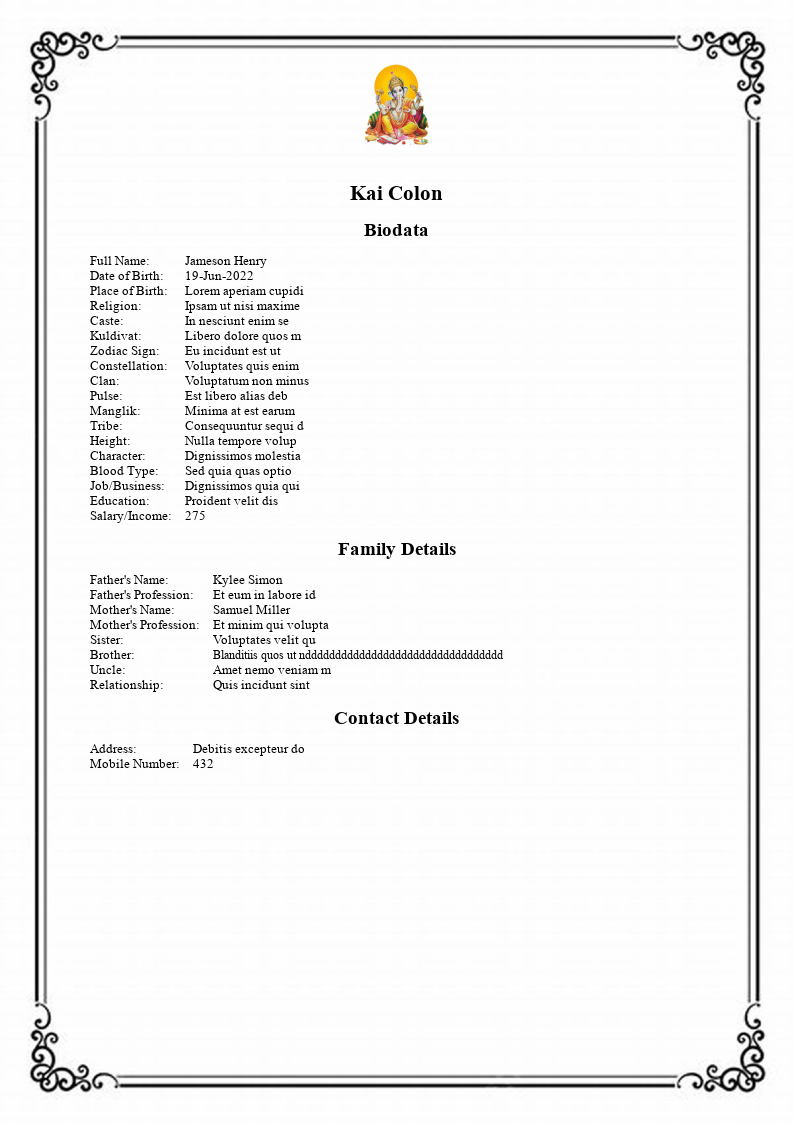 Kai Colon
Biodata
Full Name: Jameson Henry
Date of Birth: 19-Jun-2022
Place of Birth: Lorem aperiam cupidi
Religion: Ipsam ut nisi maxime
Caste: In nesciunt enim se
Kuldivat: Libero dolore quos m
Zodiac Sign: Eu incidunt est ut
Constellation: Voluptates quis enim
Clan: Voluptatum non minus
Pulse: Est libero alias deb
Manglik: Minima at est earum
Tribe: Consequuntur sequi d
Height: Nulla tempore volup
Character: Dignissimos molestia
Blood Type: Sed quia quas optio
Job/Business: Dignissimos quia qui
Education: Proident velit dis
Salary/Income: 275
Family Details
Father's Name: Kylee Simon
Father's Profession: Et eum in labore id
Mother's Name: Samuel Miller
Mother's Profession: Et minim qui volupta
Sister: Voluptates velit qu
Brother: Blanditiis quos ut nddddddddddddddddddddddddddddddddd
Uncle: Amet nemo veniam m
Relationship: Quis incidunt sint
Contact Details
Address: Debitis excepteur do
Mobile Number: 432